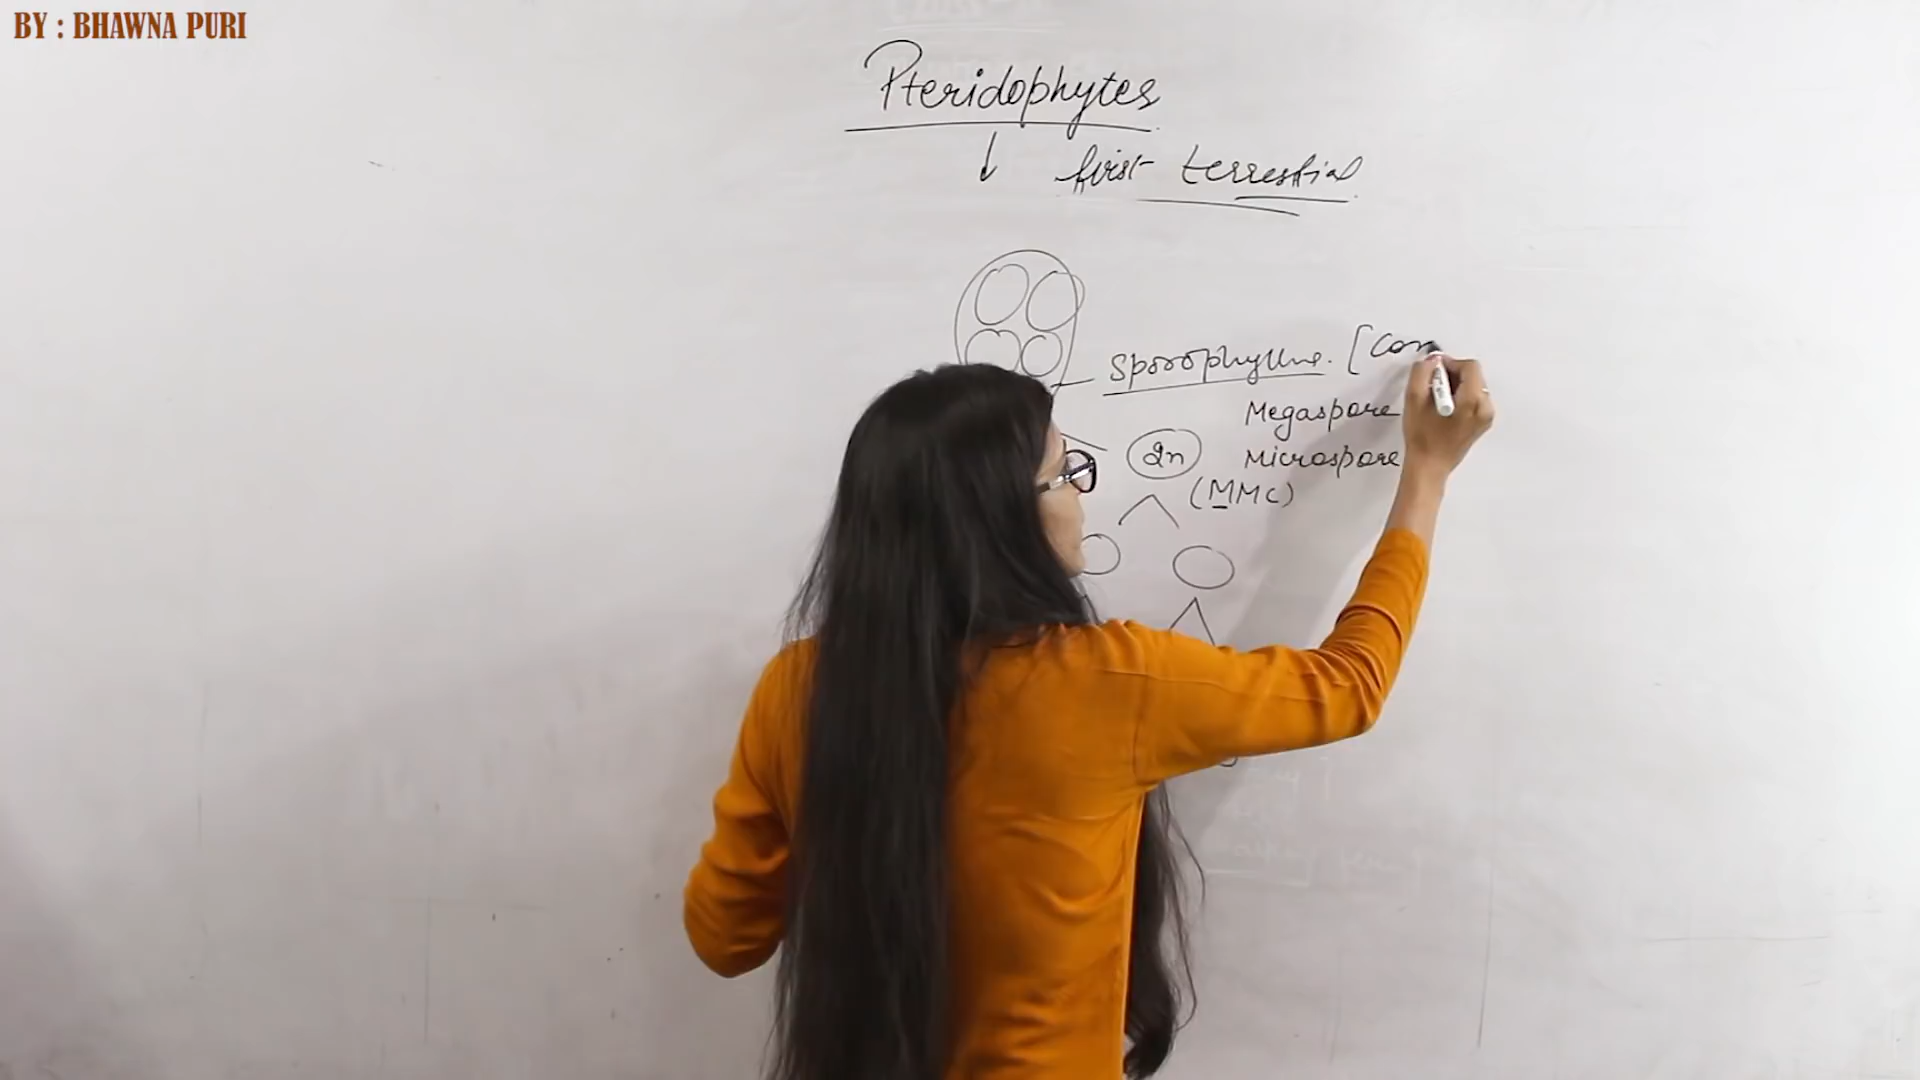 BY : BHAWNA PURI
Pteridophytes
first terrestial
sporophylls. [Con
Megaspore
2n Microspore
(MMC)